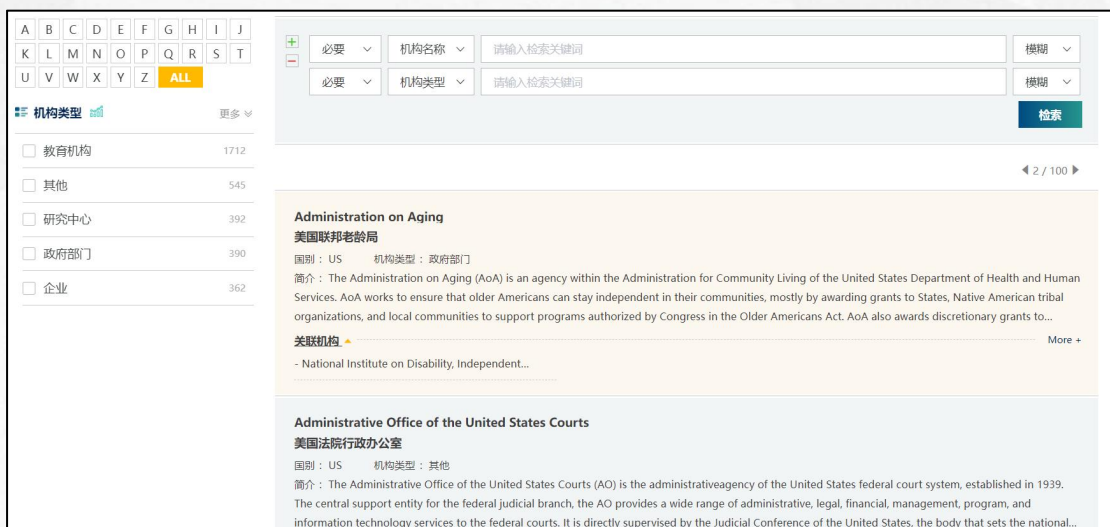 A B C D E F G H I J
K L M N O P Q R S T
U V W X Y Z ALL
机构类型 更多
教育机构 1712
其他 545
研究中心 392
政府部门 390
企业 362
必要 机构名称 请输入检索关键词 模糊
必要 机构类型 请输入检索关键词 模糊
检索
2 / 100
Administration on Aging
美国联邦老龄局
国别： US 机构类型： 政府部门
简介： The Administration on Aging (AoA) is an agency within the Administration for Community Living of the United States Department of Health and Human
Services. AoA works to ensure that older Americans can stay independent in their communities, mostly by awarding grants to States, Native American tribal
organizations, and local communities to support programs authorized by Congress in the Older Americans Act. AoA also awards discretionary grants to...
关联机构 More +
- National Institute on Disability, Independent...
Administrative Office of the United States Courts
美国法院行政办公室
国别： US 机构类型： 其他
简介： The Administrative Office of the United States Courts (AO) is the administrativeagency of the United States federal court system, established in 1939.
The central support entity for the federal judicial branch, the AO provides a wide range of administrative, legal, financial, management, program, and
information technology services to the federal courts. It is directly supervised by the Judicial Conference of the United States, the body that sets the national...